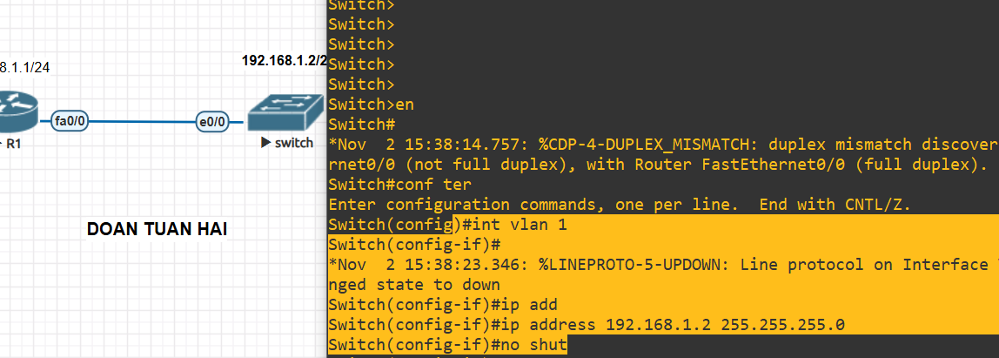 8.1.1/24
192.168.1.2/2
fa0/0
e0/0
R1
switch
DOAN TUAN HAI
Switch>
Switch>
Switch>
Switch>
Switch>
Switch>en
Switch#
*Nov  2 15:38:14.757: %CDP-4-DUPLEX_MISMATCH: duplex mismatch discover
rnet0/0 (not full duplex), with Router FastEthernet0/0 (full duplex).
Switch#conf ter
Enter configuration commands, one per line.  End with CNTL/Z.
Switch(config)#int vlan 1
Switch(config-if)#
*Nov  2 15:38:23.346: %LINEPROTO-5-UPDOWN: Line protocol on Interface
nged state to down
Switch(config-if)#ip add
Switch(config-if)#ip address 192.168.1.2 255.255.255.0
Switch(config-if)#no shut